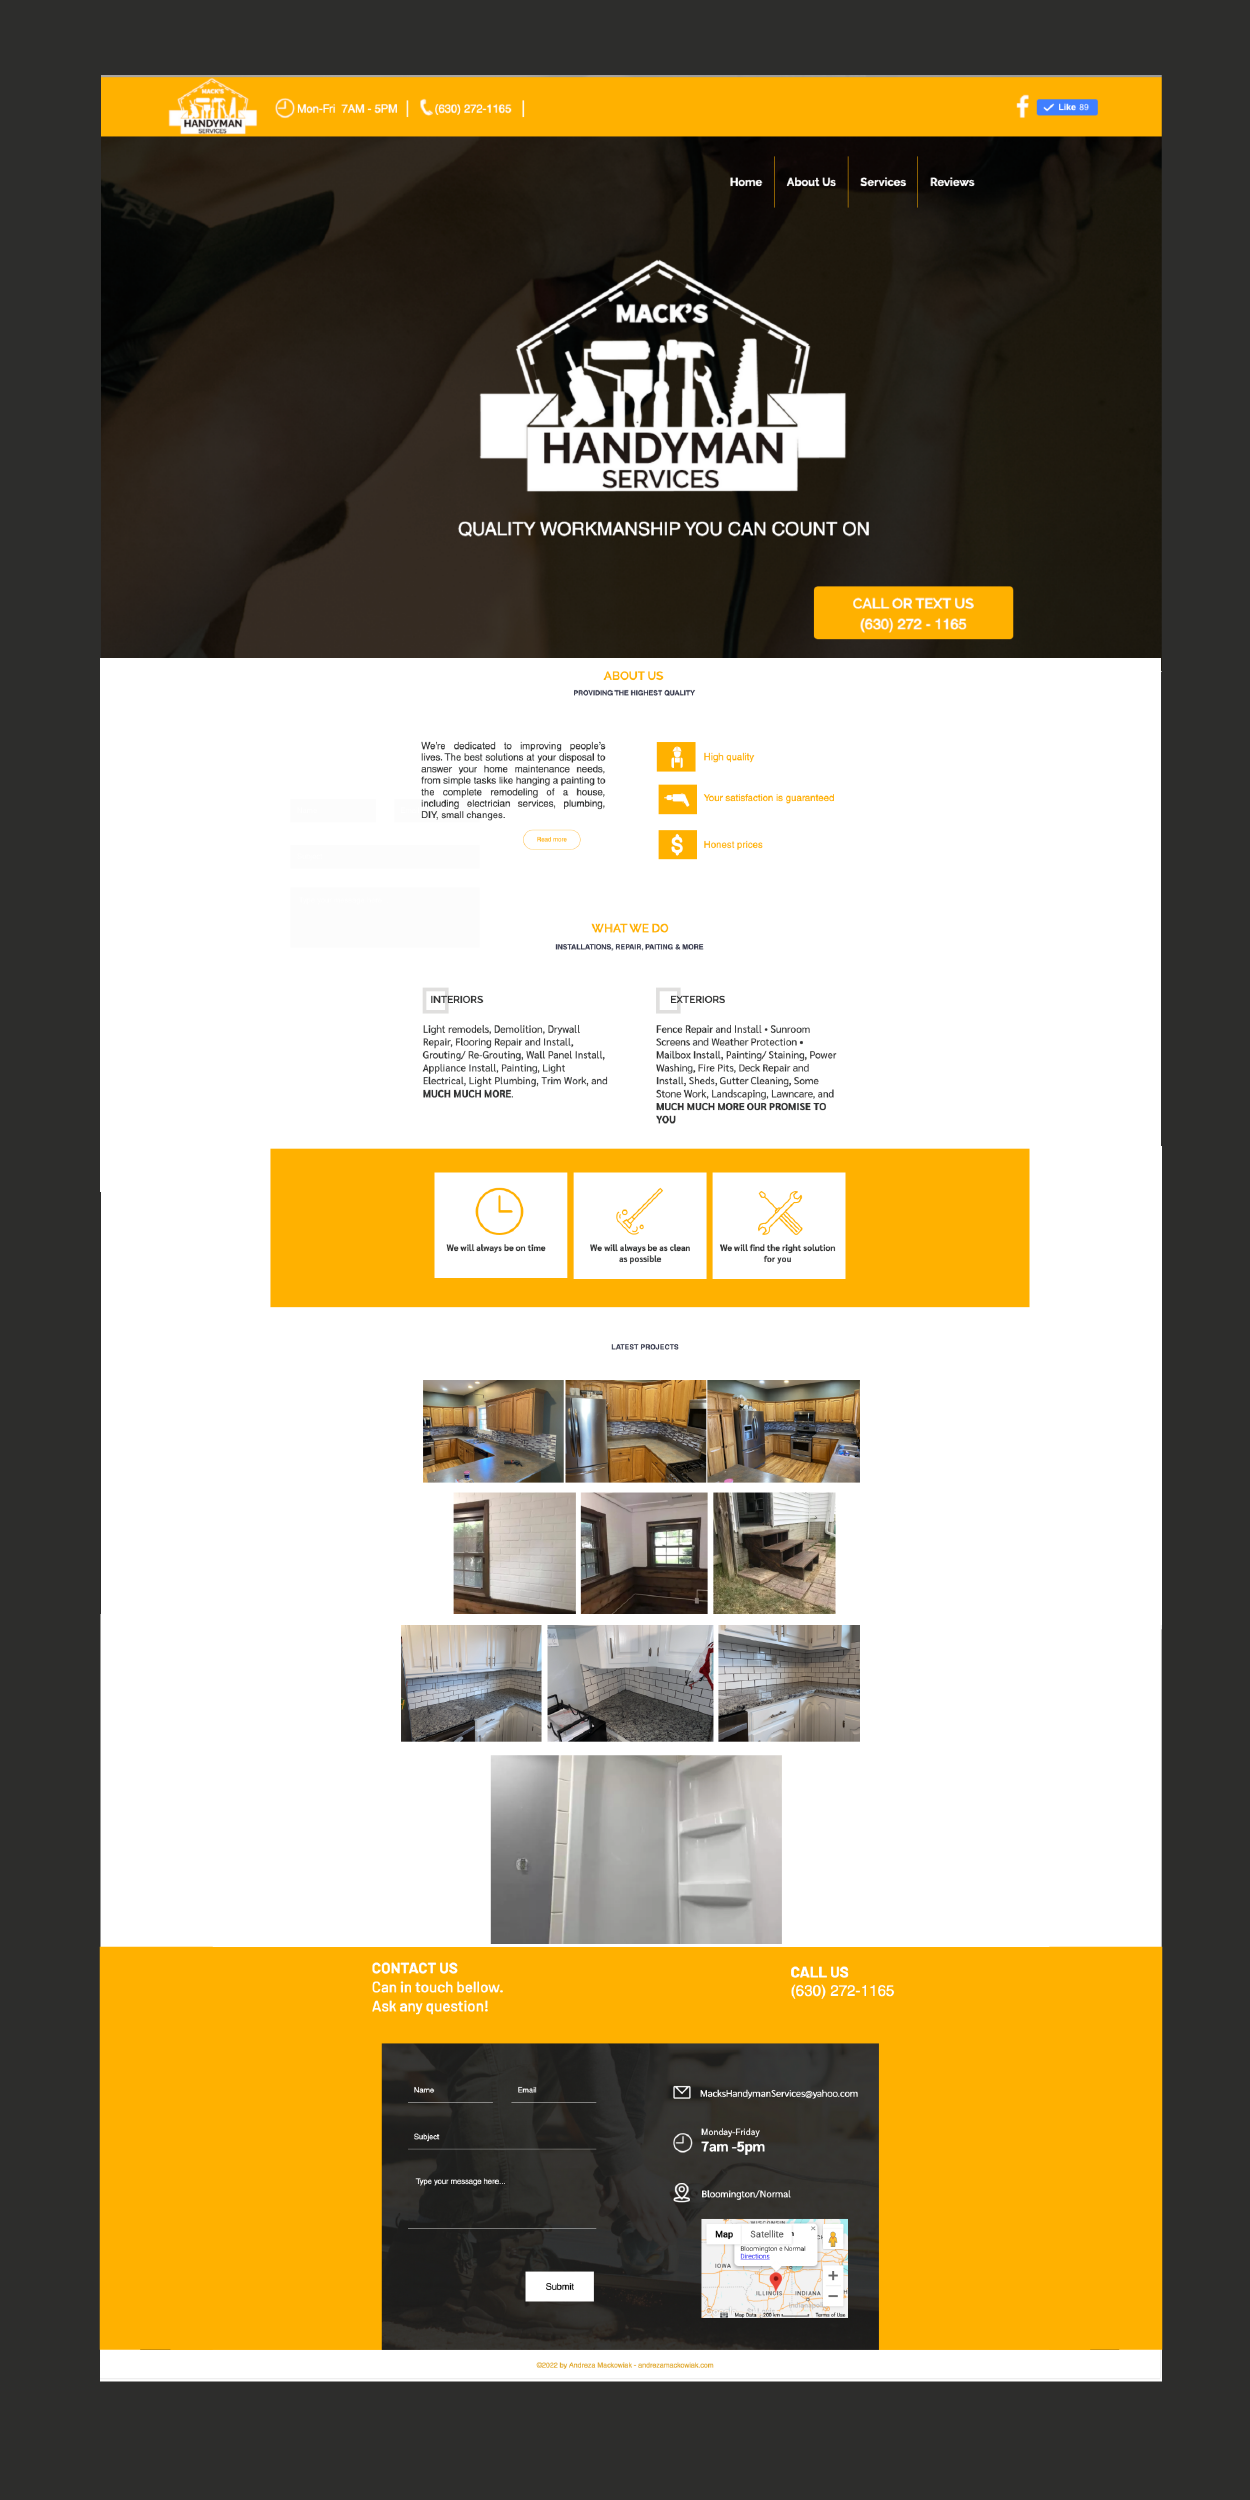 MACK'S
HANDYMAN
SERVICES
Mon-Fri 7AM - 5PM
(630) 272-1165
Like 89
Home
About Us
Services
Reviews
MACK'S
HANDYMAN
SERVICES
QUALITY WORKMANSHIP YOU CAN COUNT ON
CALL OR TEXT US
(630) 272 - 1165
ABOUT US
PROVIDING THE HIGHEST QUALITY
We're dedicated to improving people's
lives. The best solutions at your disposal to
answer your home maintenance needs,
from simple tasks like hanging a painting to
the complete remodeling of a house,
including electrician services, plumbing,
DIY, small changes.
Read more
High quality
Your satisfaction is guaranteed
Honest prices
WHAT WE DO
INSTALLATIONS, REPAIR, PAITING & MORE
INTERIORS
Light remodels, Demolition, Drywall
Repair, Flooring Repair and Install,
Grouting/ Re-Grouting, Wall Panel Install,
Appliance Install, Painting, Light
Electrical, Light Plumbing, Trim Work, and
MUCH MUCH MORE.
EXTERIORS
Fence Repair and Install • Sunroom
Screens and Weather Protection •
Mailbox Install, Painting/ Staining, Power
Washing, Fire Pits, Deck Repair and
Install, Sheds, Gutter Cleaning, Some
Stone Work, Landscaping, Lawncare, and
MUCH MUCH MORE OUR PROMISE TO
YOU
We will always be on time
We will always be as clean
as possible
We will find the right solution
for you
LATEST PROJECTS
CONTACT US
Can in touch bellow.
Ask any question!
CALL US
(630) 272-1165
Name
Email
Subject
Type your message here...
Submit
MacksHandymanServices@yahoo.com
Monday-Friday
7am -5pm
Bloomington/Normal
WISCONSIN
Map
Satellite
Bloomington e Normal
Directions
IOWA
ILLINOIS
INDIANA
Indianapolis
Map Data
200 km
Terms of Use
©2022 by Andreza Mackowiak - andrezamackowiak.com